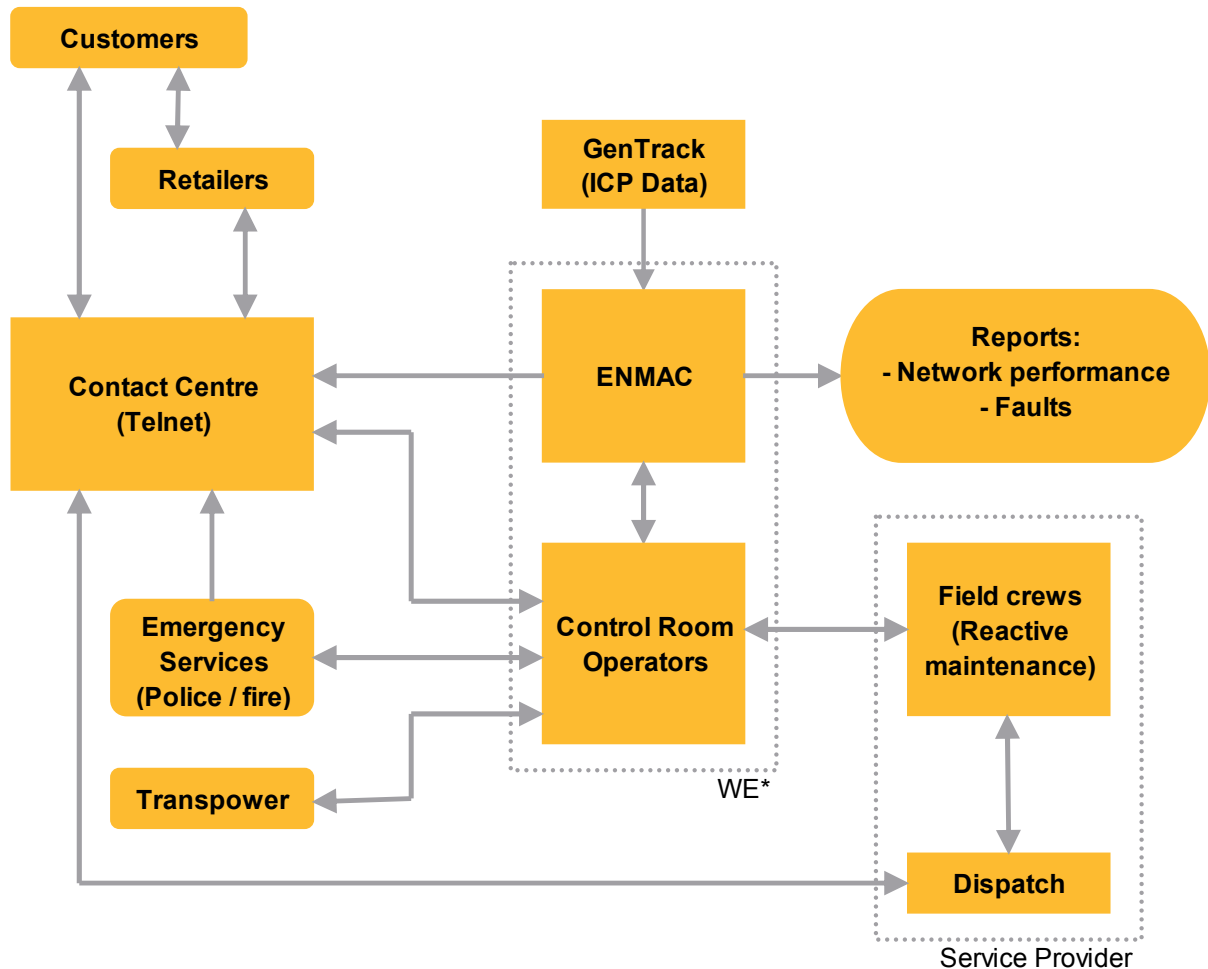 Customers
Retailers
GenTrack
(ICP Data)
Contact Centre
(Telnet)
ENMAC
Reports:
- Network performance
- Faults
Emergency
Services
(Police / fire)
Control Room
Operators
Field crews
(Reactive
maintenance)
Transpower
WE*
Dispatch
Service Provider